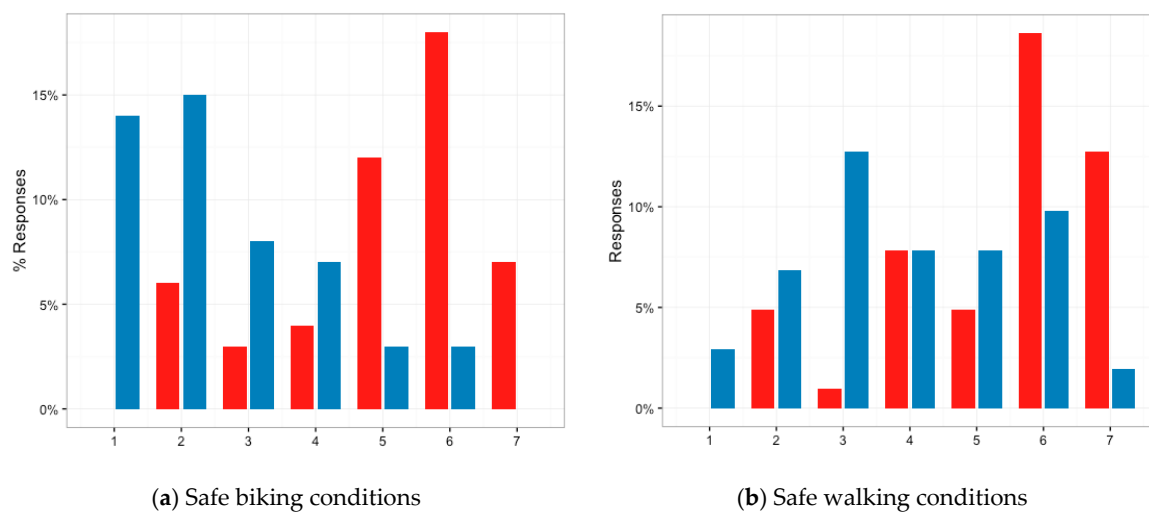 % Responses
15%
10%
5%
0%
1 2 3 4 5 6 7
(a) Safe biking conditions
Responses
15%
10%
5%
0%
1 2 3 4 5 6 7
(b) Safe walking conditions